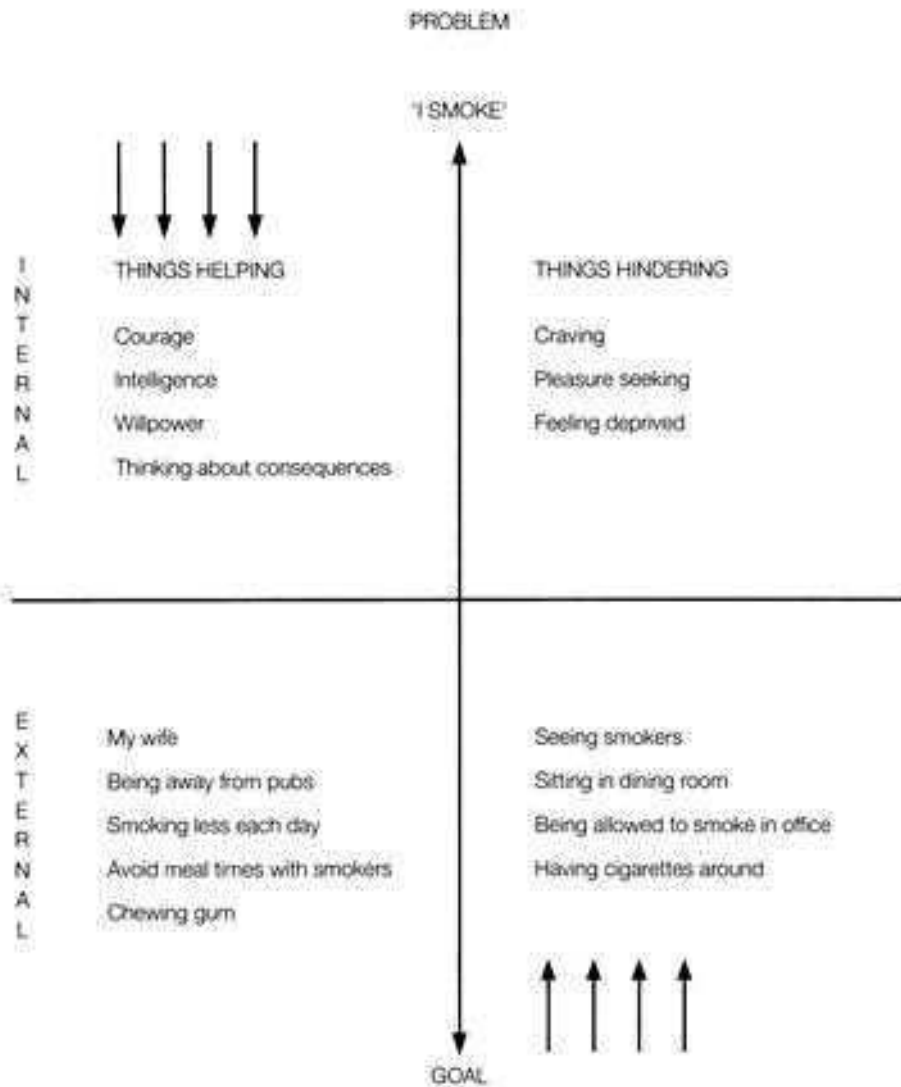 PROBLEM
'I SMOKE'
INTERNAL
THINGS HELPING
Courage
Intelligence
Willpower
Thinking about consequences
THINGS HINDERING
Craving
Pleasure seeking
Feeling deprived
EXTERNAL
My wife
Being away from pubs
Smoking less each day
Avoid meal times with smokers
Chewing gum
Seeing smokers
Sitting in dining room
Being allowed to smoke in office
Having cigarettes around
GOAL